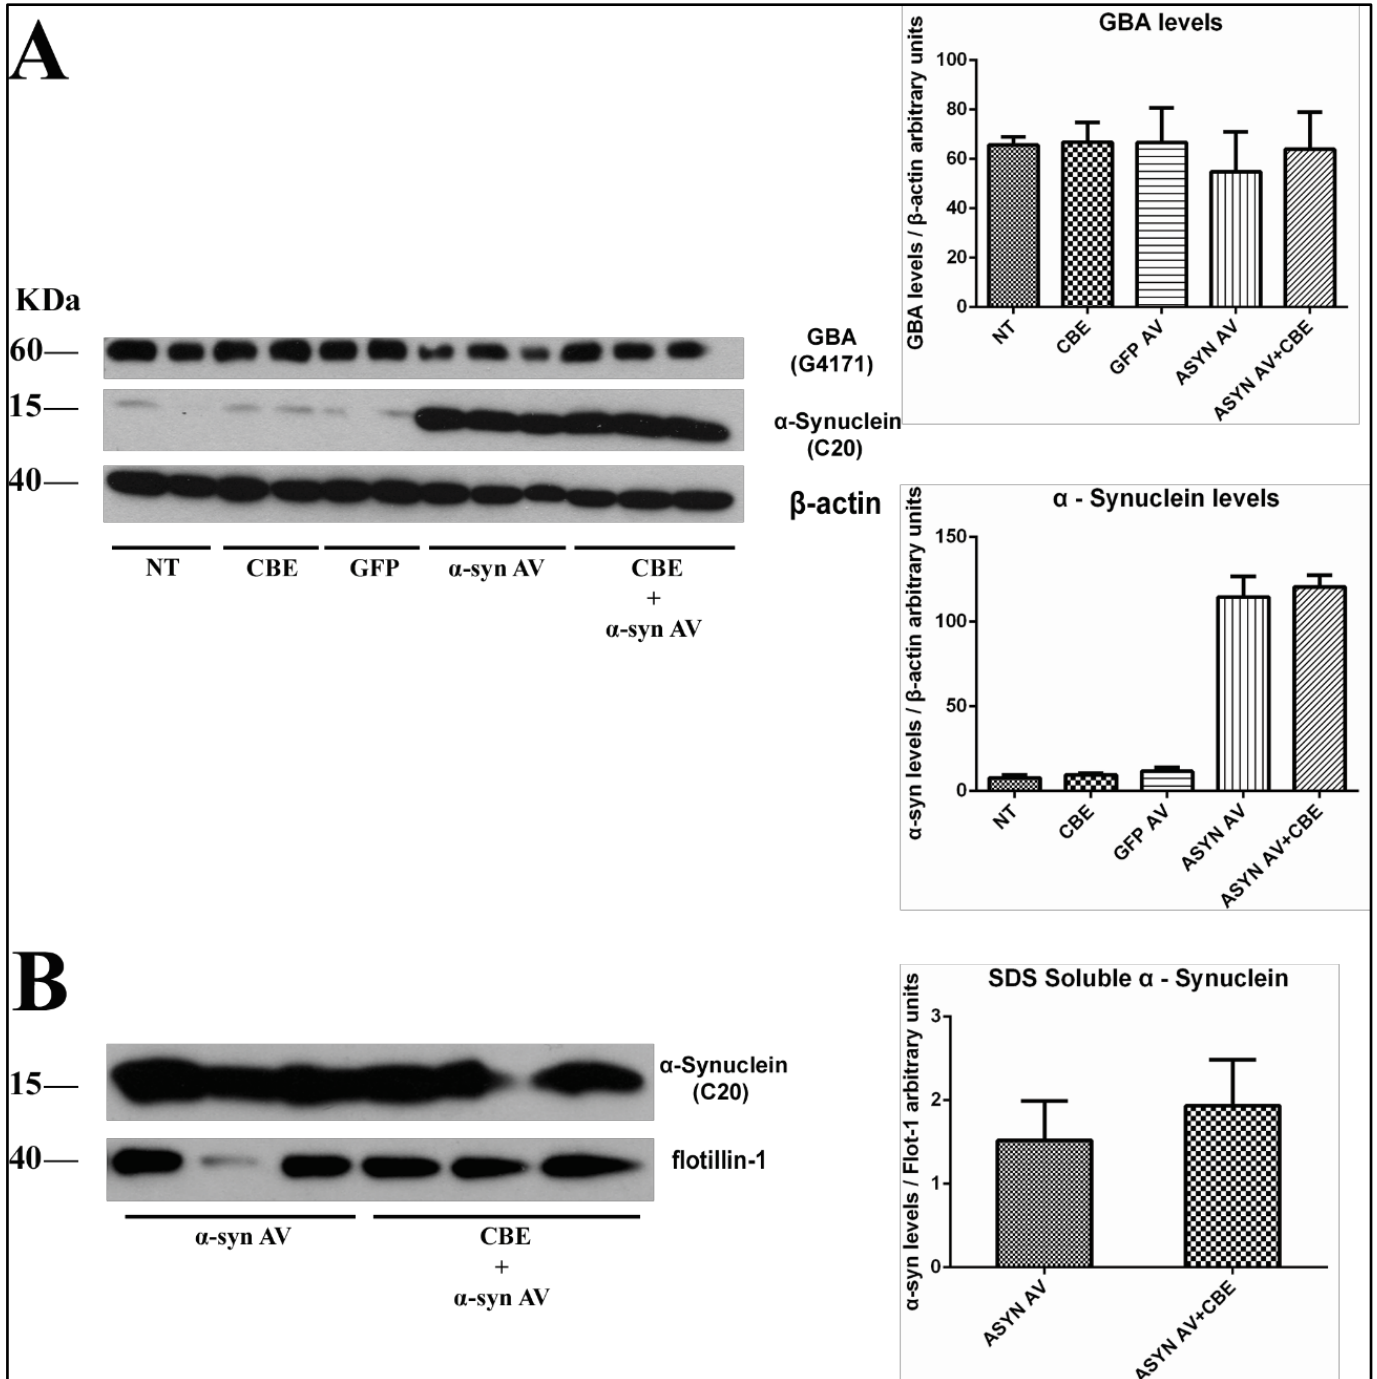 A
KDa
60
15
40
GBA
(G4171)
α-Synuclein
(C20)
β-actin
NT
CBE
GFP
α-syn AV
CBE
+
α-syn AV
GBA levels
GBA levels / β-actin arbitrary units
100
80
60
40
20
0
NT
CBE
GFP AV
ASYN AV
ASYN AV+CBE
α - Synuclein levels
α-syn levels / β-actin arbitrary units
150
100
50
0
NT
CBE
GFP AV
ASYN AV
ASYN AV+CBE
B
15
40
α-Synuclein
(C20)
flotillin-1
α-syn AV
CBE
+
α-syn AV
SDS Soluble α - Synuclein
α-syn levels / Flot-1 arbitrary units
3
2
1
0
ASYN AV
ASYN AV+CBE